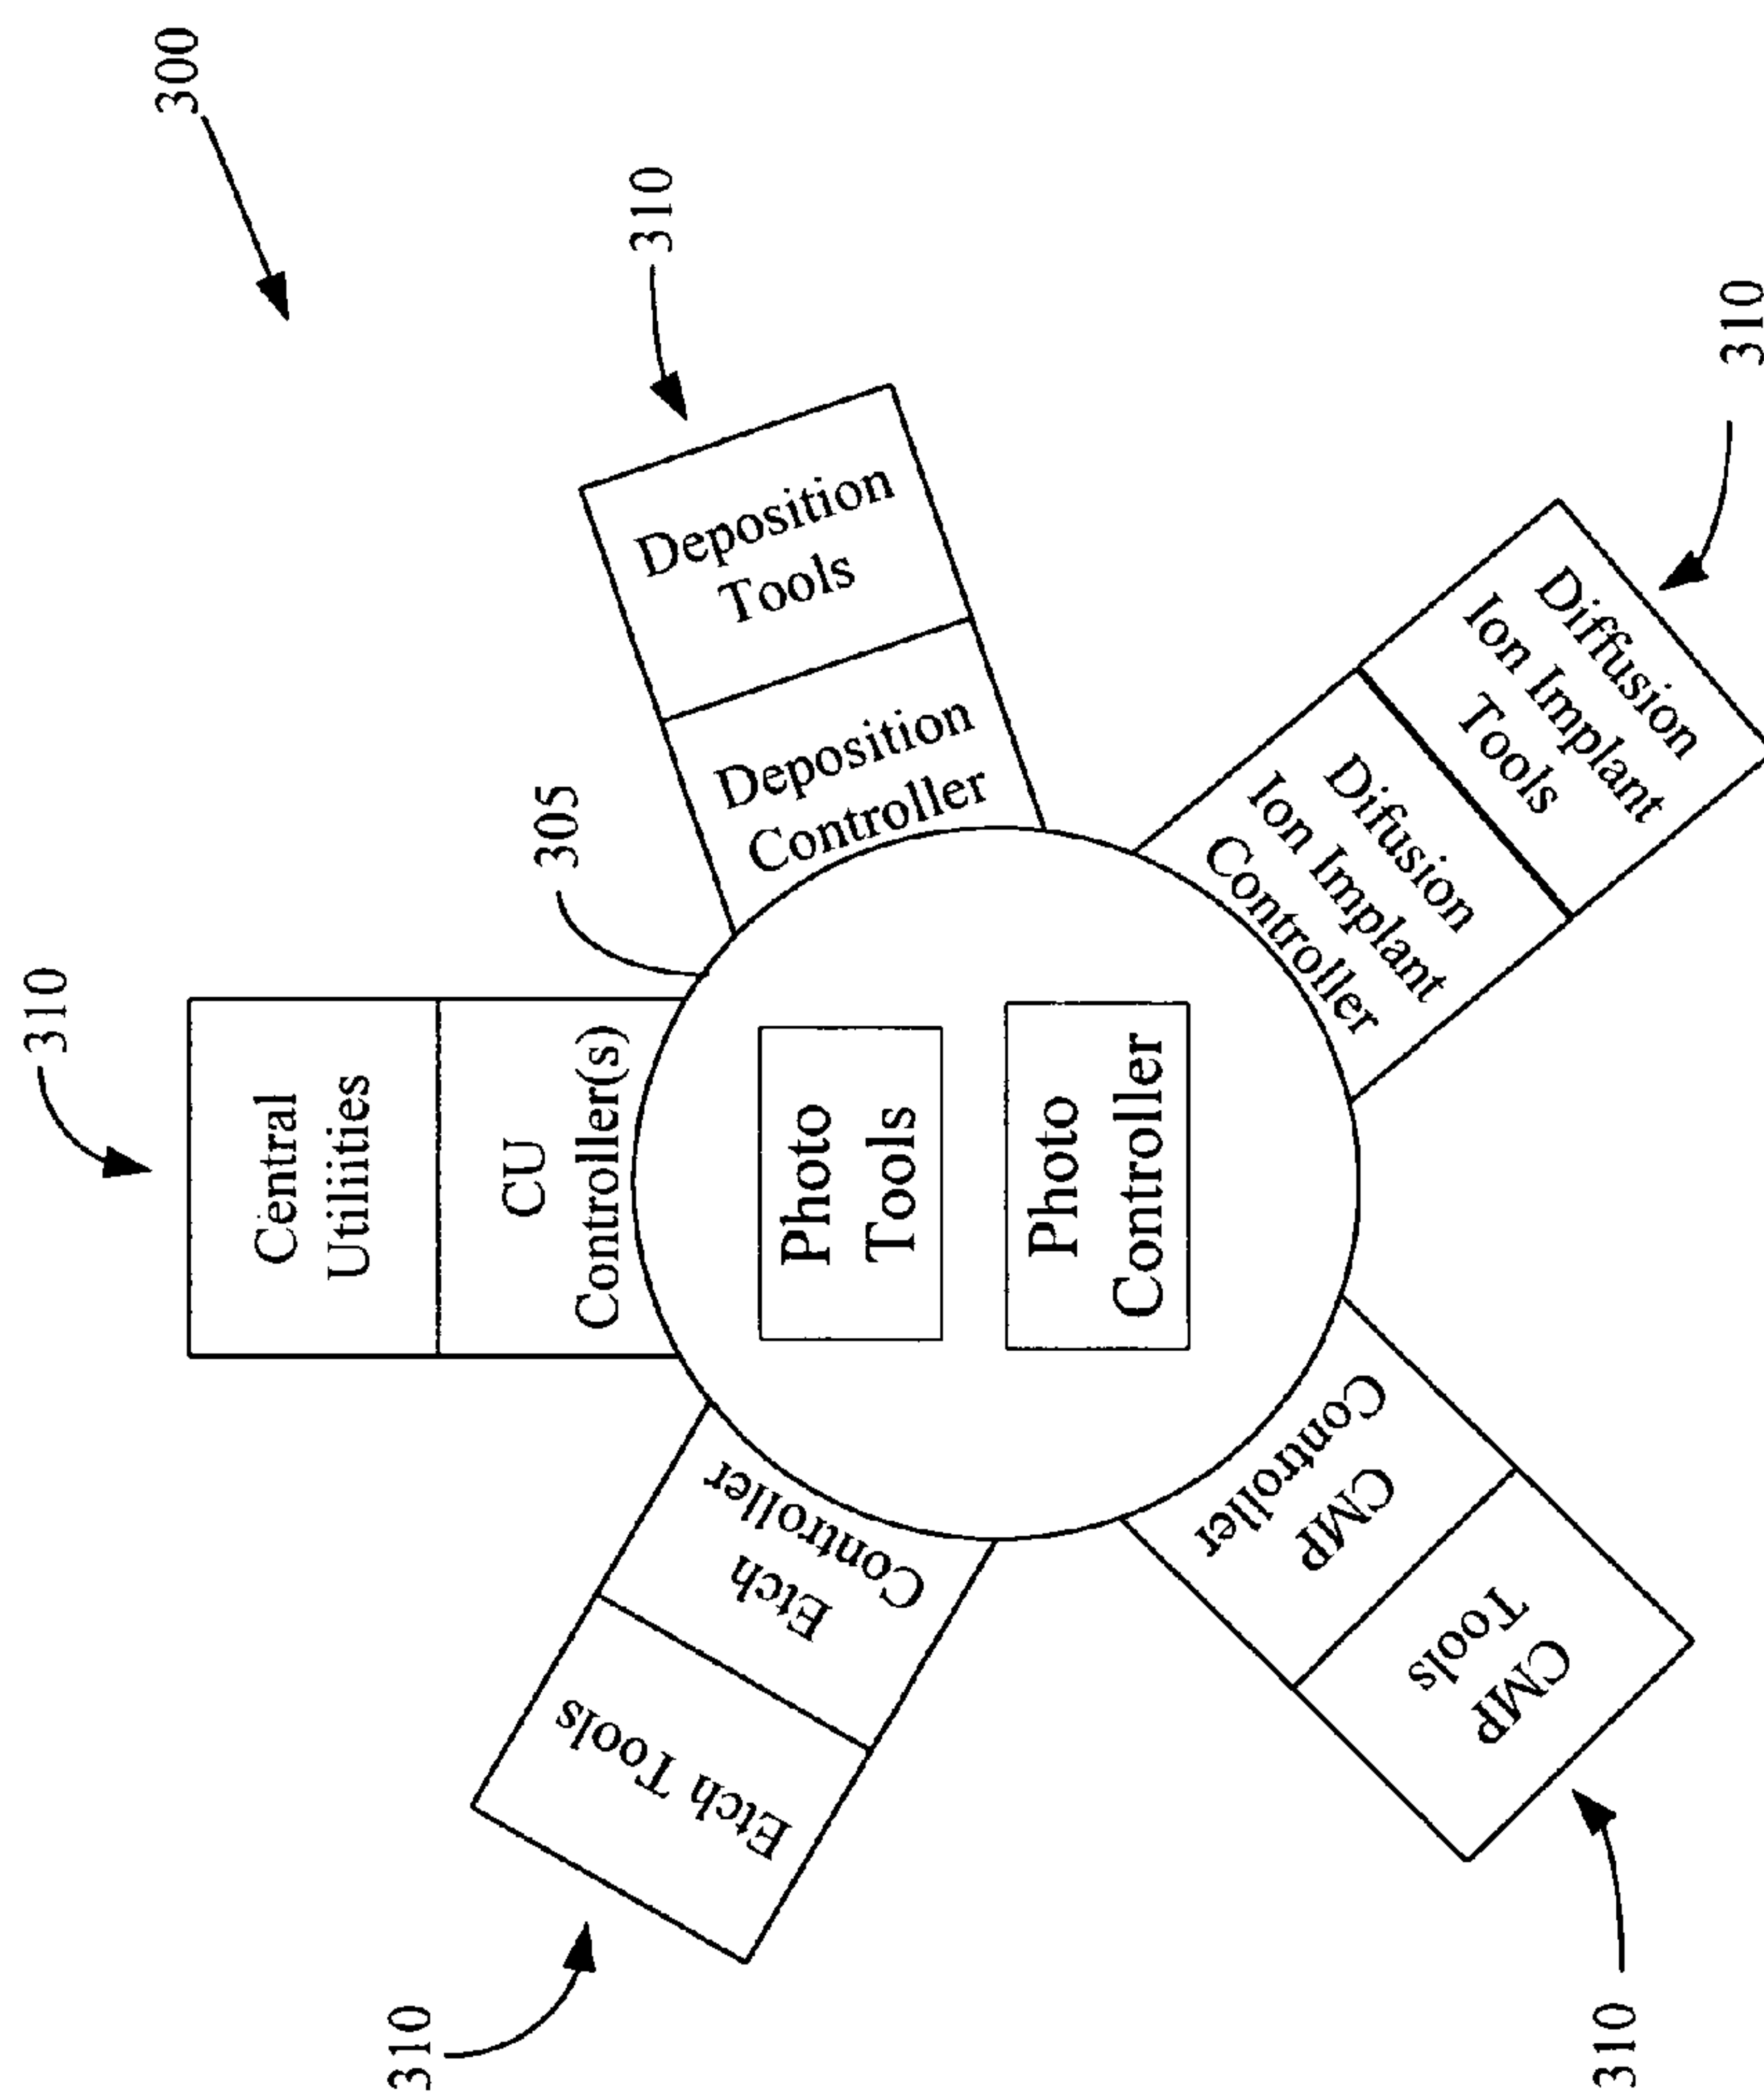 300
310
310
305
310
Central
Utiliities
CU
Controller(s)
Deposition
Tools
Deposition
Controller
Photo
Tools
Photo
Controller
Etch Tools
Etch
Controller
Difusion
Ion Implant
Controller
Diffusion
Ion Implant
Tools
310
CMP
Controller
CMP
Tools
310
310